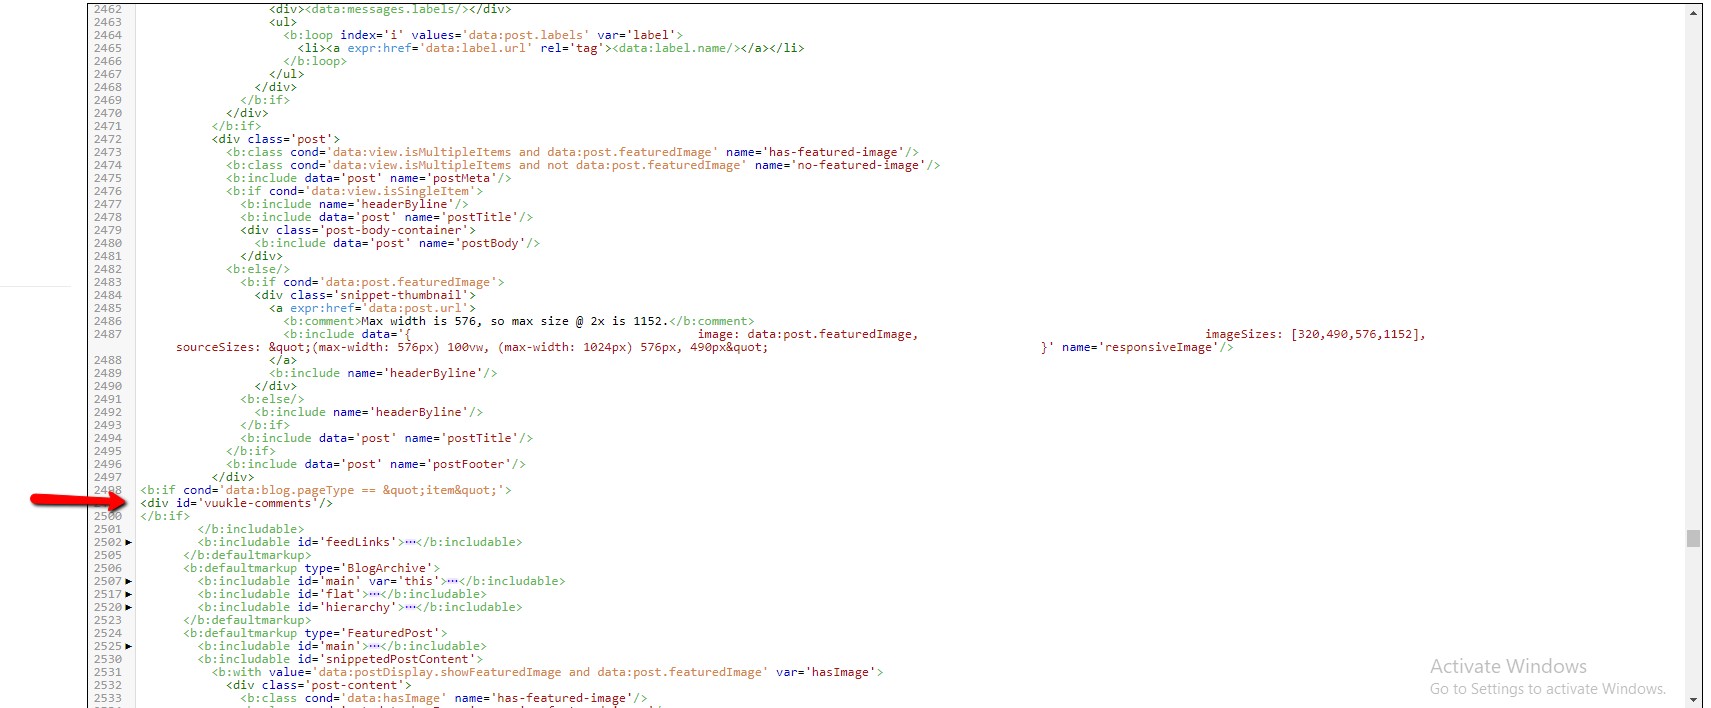 2462 <div><data:messages.labels/></div>
2463 <ul>
2464 <b:loop index='i' values='data:post.labels' var='label'>
2465 <li><a expr:href='data:label.url' rel='tag'><data:label.name/></a></li>
2466 </b:loop>
2467 </ul>
2468 </div>
2469 </b:if>
2470 </div>
2471 </b:if>
2472 <div class='post'>
2473 <b:class cond='data:view.isMultipleItems and data:post.featuredImage' name='has-featured-image'/>
2474 <b:class cond='data:view.isMultipleItems and not data:post.featuredImage' name='no-featured-image'/>
2475 <b:include data='post' name='postMeta'/>
2476 <b:if cond='data:view.isSingleItem'>
2477 <b:include name='headerByline'/>
2478 <b:include data='post' name='postTitle'/>
2479 <div class='post-body-container'>
2480 <b:include data='post' name='postBody'/>
2481 </div>
2482 <b:else/>
2483 <b:if cond='data:post.featuredImage'>
2484 <div class='snippet-thumbnail'>
2485 <a expr:href='data:post.url'>
2486 <b:comment>Max width is 576, so max size @ 2x is 1152.</b:comment>
2487 <b:include data='{ image: data:post.featuredImage, imageSizes: [320,490,576,1152],
sourceSizes: &quot;(max-width: 576px) 100vw, (max-width: 1024px) 576px, 490px&quot; }' name='responsiveImage'/>
2488 </a>
2489 <b:include name='headerByline'/>
2490 </div>
2491 <b:else/>
2492 <b:include name='headerByline'/>
2493 </b:if>
2494 <b:include data='post' name='postTitle'/>
2495 </b:if>
2496 <b:include data='post' name='postFooter'/>
2497 </div>
2498 <b:if cond='data:blog.pageType == &quot;item&quot;'>
<div id='vuukle-comments'/>
2500 </b:if>
2501 </b:includable>
2502 <b:includable id='feedLinks'>…</b:includable>
2505 </b:defaultmarkup>
2506 <b:defaultmarkup type='BlogArchive'>
2507 <b:includable id='main' var='this'>…</b:includable>
2517 <b:includable id='flat'>…</b:includable>
2520 <b:includable id='hierarchy'>…</b:includable>
2523 </b:defaultmarkup>
2524 <b:defaultmarkup type='FeaturedPost'>
2525 <b:includable id='main'>…</b:includable>
2530 <b:includable id='snippetedPostContent'>
2531 <b:with value='data:postDisplay.showFeaturedImage and data:post.featuredImage' var='hasImage'>
2532 <div class='post-content'>
2533 <b:class cond='data:hasImage' name='has-featured-image'/>
Activate Windows
Go to Settings to activate Windows.